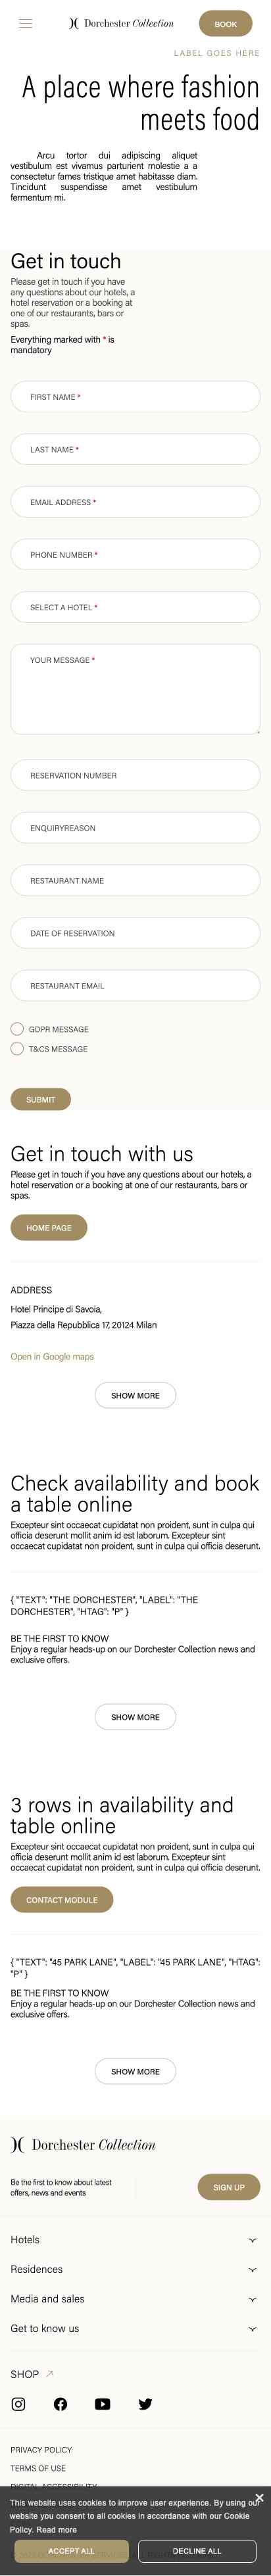 Dorchester Collection
BOOK
LABEL GOES HERE
A place where fashion
meets food
Arcu tortor dui adipiscing aliquet
vestibulum est vivamus parturient molestie a a
consectetur fames tristique amet habitasse diam.
Tincidunt suspendisse amet vestibulum
fermentum mi.
Get in touch
Please get in touch if you have
any questions about our hotels, a
hotel reservation or a booking at
one of our restaurants, bars or
spas.
Everything marked with * is
mandatory
FIRST NAME *
LAST NAME *
EMAIL ADDRESS *
PHONE NUMBER *
SELECT A HOTEL *
YOUR MESSAGE *
RESERVATION NUMBER
ENQUIRYREASON
RESTAURANT NAME
DATE OF RESERVATION
RESTAURANT EMAIL
GDPR MESSAGE
T&CS MESSAGE
SUBMIT
Get in touch with us
Please get in touch if you have any questions about our hotels, a
hotel reservation or a booking at one of our restaurants, bars or
spas.
HOME PAGE
ADDRESS
Hotel Principe di Savoia,
Piazza della Repubblica 17, 20124 Milan
Open in Google maps
SHOW MORE
Check availability and book
a table online
Excepteur sint occaecat cupidatat non proident, sunt in culpa qui
officia deserunt mollit anim id est laborum. Excepteur sint
occaecat cupidatat non proident, sunt in culpa qui officia deserunt.
{ "TEXT": "THE DORCHESTER", "LABEL": "THE
DORCHESTER", "HTAG": "P" }
BE THE FIRST TO KNOW
Enjoy a regular heads-up on our Dorchester Collection news and
exclusive offers.
SHOW MORE
3 rows in availability and
table online
Excepteur sint occaecat cupidatat non proident, sunt in culpa qui
officia deserunt mollit anim id est laborum. Excepteur sint
occaecat cupidatat non proident, sunt in culpa qui officia deserunt.
CONTACT MODULE
{ "TEXT": "45 PARK LANE", "LABEL": "45 PARK LANE", "HTAG":
"P" }
BE THE FIRST TO KNOW
Enjoy a regular heads-up on our Dorchester Collection news and
exclusive offers.
SHOW MORE
Dorchester Collection
Be the first to know about latest
offers, news and events
SIGN UP
Hotels
Residences
Media and sales
Get to know us
SHOP
PRIVACY POLICY
TERMS OF USE
DIGITAL ACCESSIBILITY
This website uses cookies to improve user experience. By using our
website you consent to all cookies in accordance with our Cookie
Policy. Read more
ACCEPT ALL
DECLINE ALL